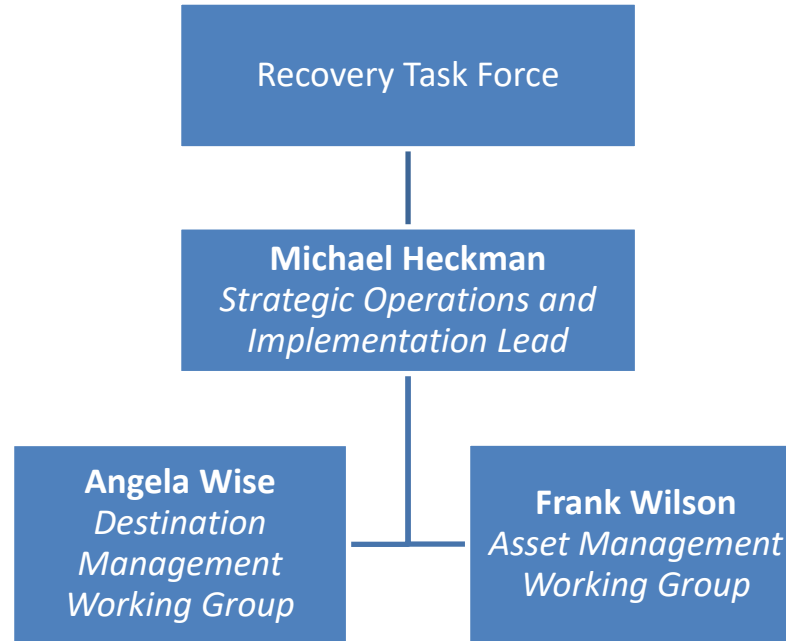 Recovery Task Force
Michael Heckman
Strategic Operations and
Implementation Lead
Angela Wise
Destination
Management
Working Group
Frank Wilson
Asset Management
Working Group